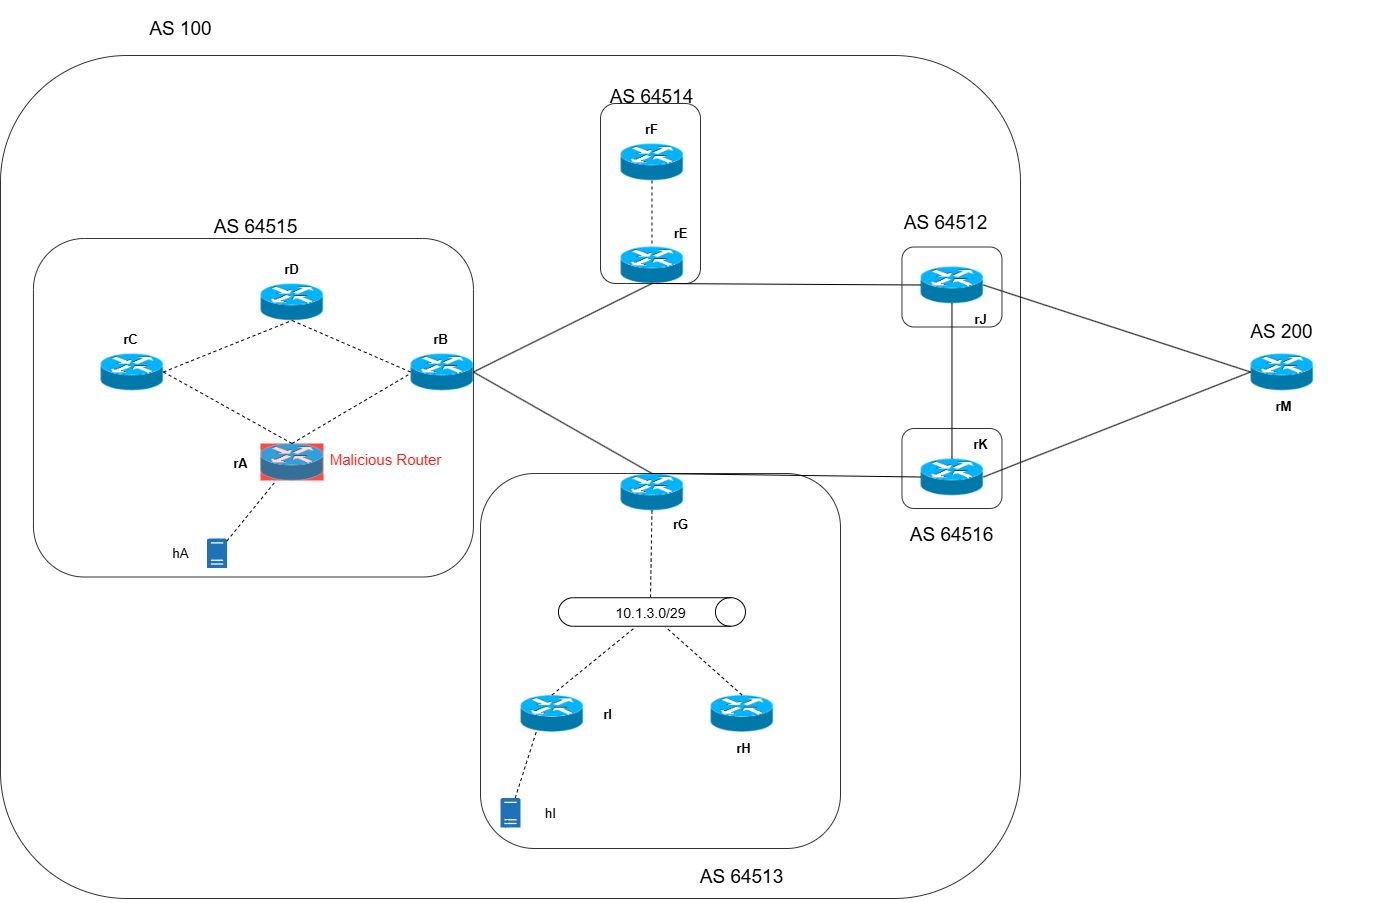 AS 100
AS 64514
rF
rE
AS 64515
rD
rC
rB
rA
Malicious Router
hA
AS 64512
rJ
AS 200
rM
rK
AS 64516
rG
10.1.3.0/29
rI
rH
hI
AS 64513